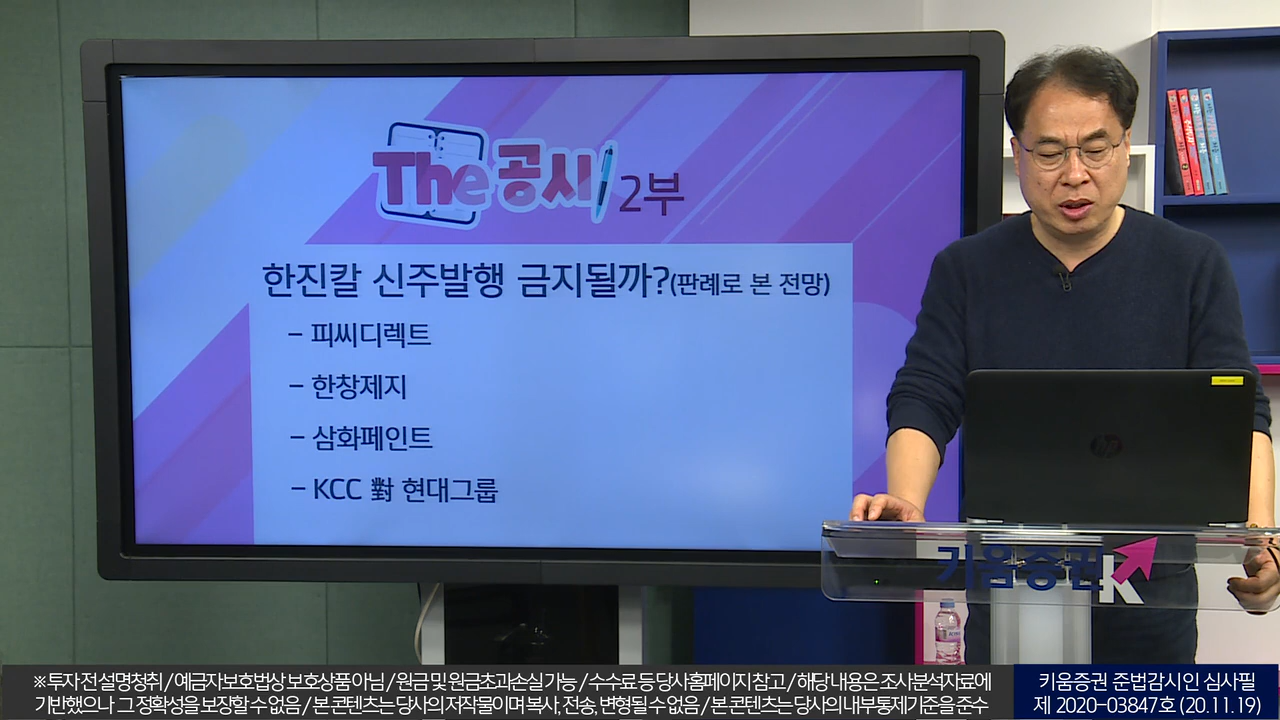 The 공시 2부
한진칼 신주발행 금지될까?(판례로 본 전망)
- 피씨디렉트
- 한창제지
- 삼화페인트
- KCC 對 현대그룹
hp
키움증권 K
※ 투자 전 설명청취 / 예금자보호법상 보호상품 아님 / 원금 및 원금초과손실 가능 / 수수료 등 당사홈페이지 참고 / 해당 내용은 조사분석자료에
기반했으나 그 정확성을 보장할 수 없음 / 본 콘텐츠는 당사의 저작물이며 복사, 전송, 변형될 수 없음 / 본 콘텐츠는 당사의 내부통제기준을 준수
키움증권 준법감시인 심사필
제 2020-03847호 (20.11.19)